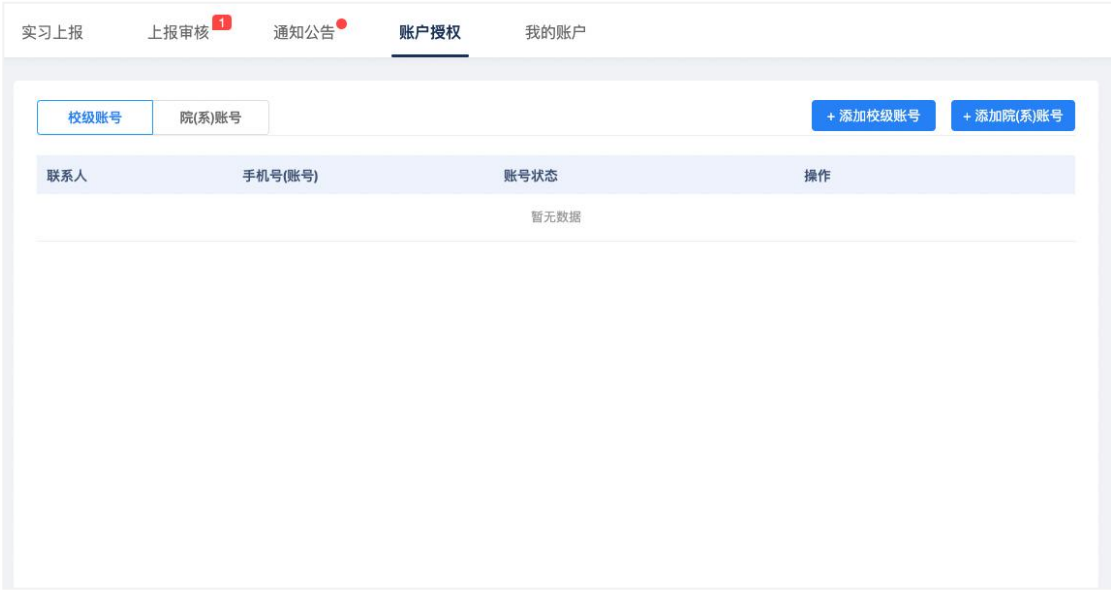 实习上报 上报审核 1 通知公告 账户授权 我的账户
校级账号 院(系)账号 + 添加校级账号 + 添加院(系)账号
联系人 手机号(账号) 账号状态 操作
暂无数据